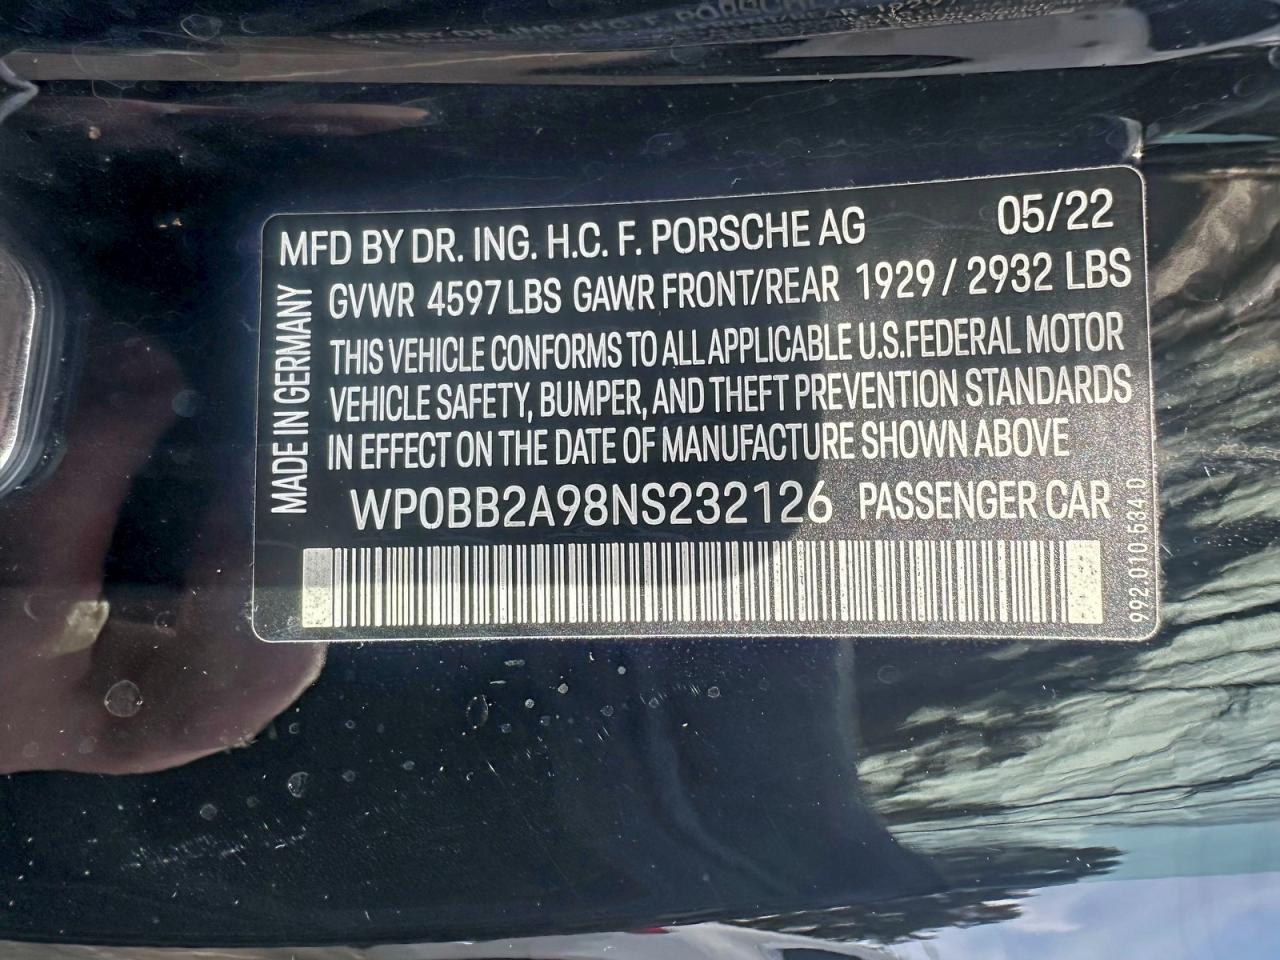 MFD BY DR. ING. H.C. F. PORSCHE AG 05/22
GVWR 4597 LBS GAWR FRONT/REAR 1929 / 2932 LBS
THIS VEHICLE CONFORMS TO ALL APPLICABLE U.S.FEDERAL MOTOR
VEHICLE SAFETY, BUMPER, AND THEFT PREVENTION STANDARDS
IN EFFECT ON THE DATE OF MANUFACTURE SHOWN ABOVE
WP0BB2A98NS232126 PASSENGER CAR
MADE IN GERMANY
992.010.534.D